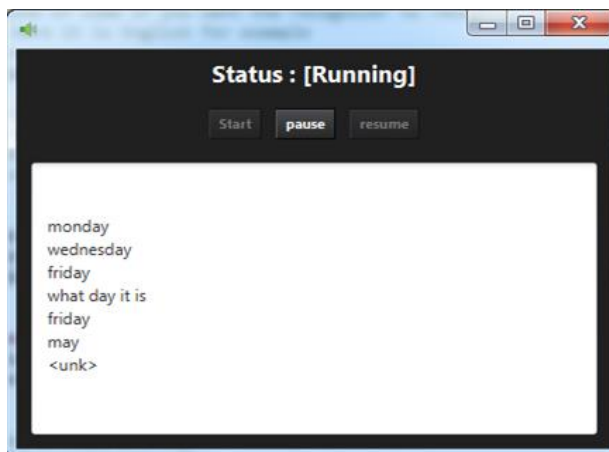 Status : [Running]
Start pause resume
monday
wednesday
friday
what day it is
friday
may
<unk>